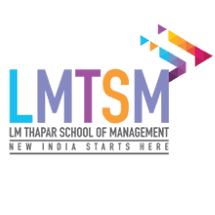 LMTSM
LM THAPAR SCHOOL OF MANAGEMENT
NEW INDIA STARTS HERE